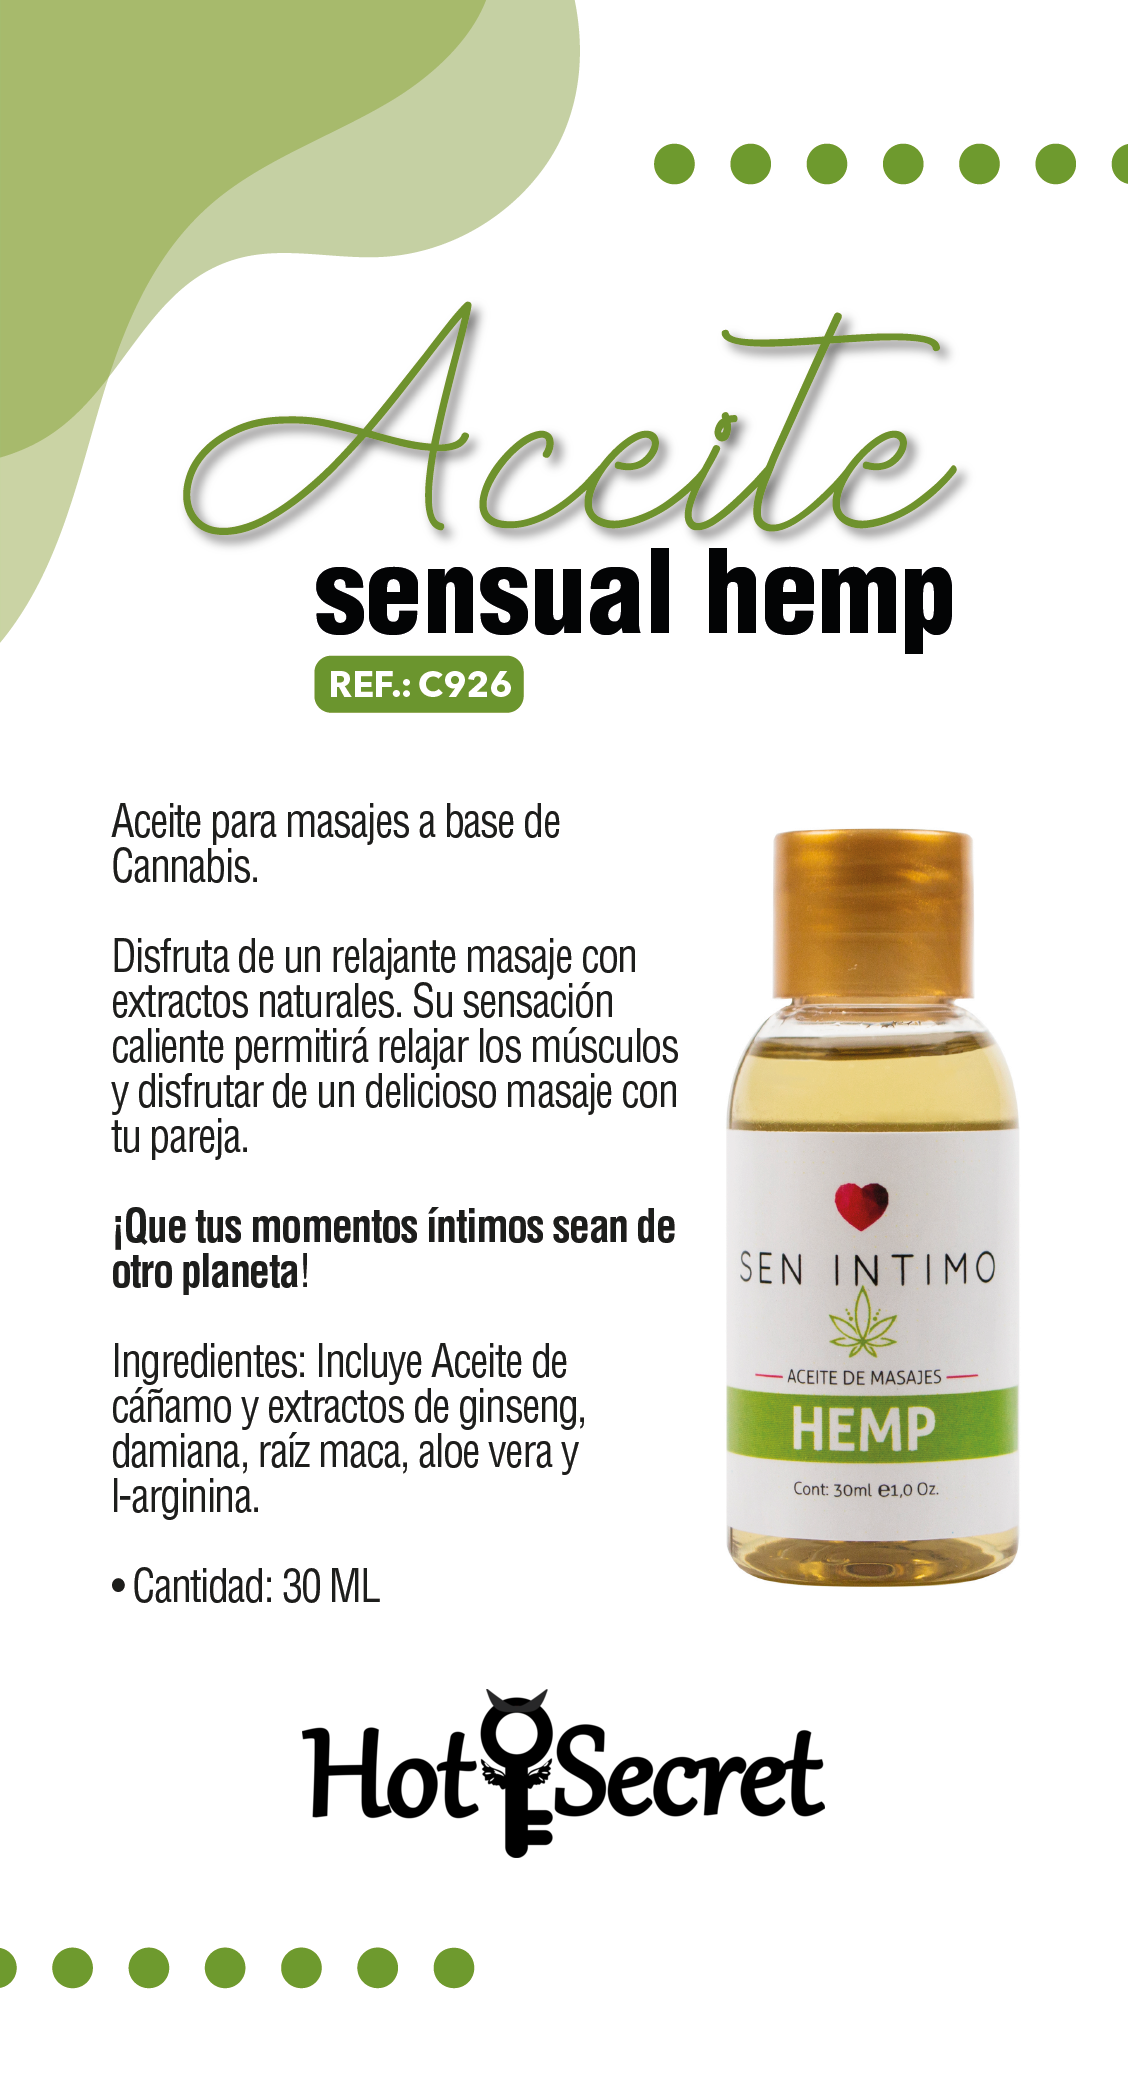 Aceite
sensual hemp
REF.: C926
Aceite para masajes a base de
Cannabis.
Disfruta de un relajante masaje con
extractos naturales. Su sensación
caliente permitirá relajar los músculos
y disfrutar de un delicioso masaje con
tu pareja.
¡Que tus momentos íntimos sean de
otro planeta!
Ingredientes: Incluye Aceite de
cáñamo y extractos de ginseng,
damiana, raíz maca, aloe vera y
l-arginina.
• Cantidad: 30 ML
SEN INTIMO
ACEITE DE MASAJES
HEMP
Cont: 30ml ℮1,0 Oz.
Hot Secret